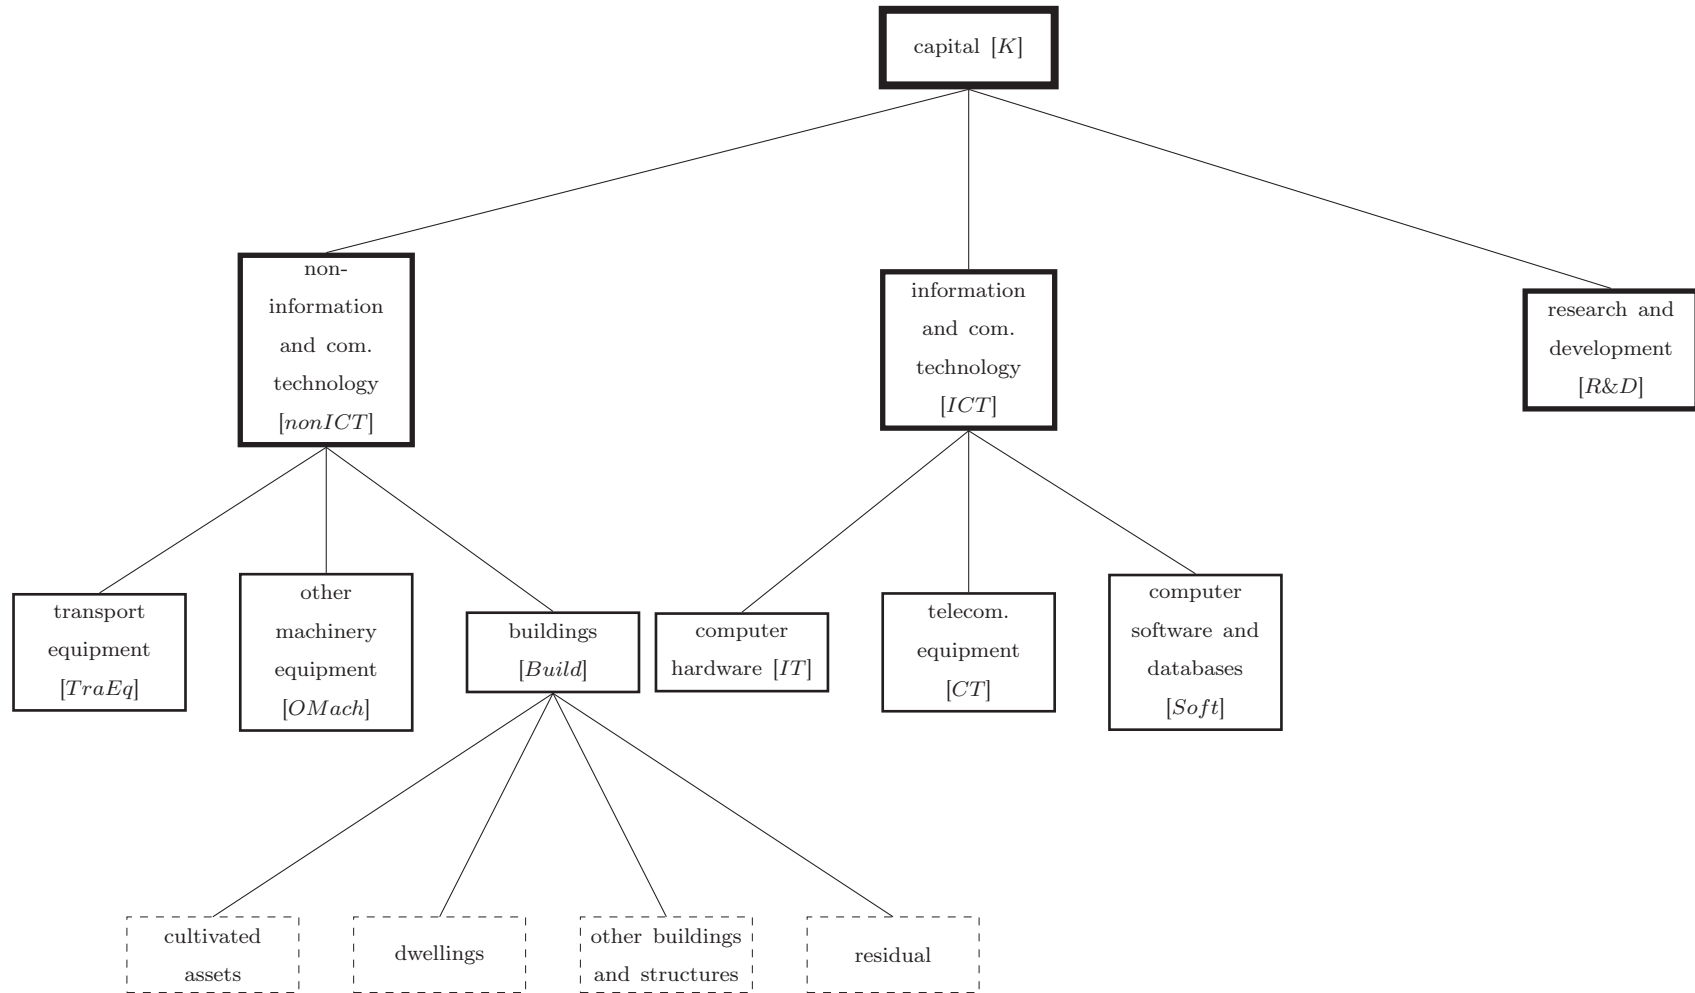 capital [K]
non-
information
and com.
technology
[nonICT]
information
and com.
technology
[ICT]
research and
development
[R&D]
transport
equipment
[TraEq]
other
machinery
equipment
[OMach]
buildings
[Build]
computer
hardware [IT]
telecom.
equipment
[CT]
computer
software and
databases
[Soft]
cultivated
assets
dwellings
other buildings
and structures
residual